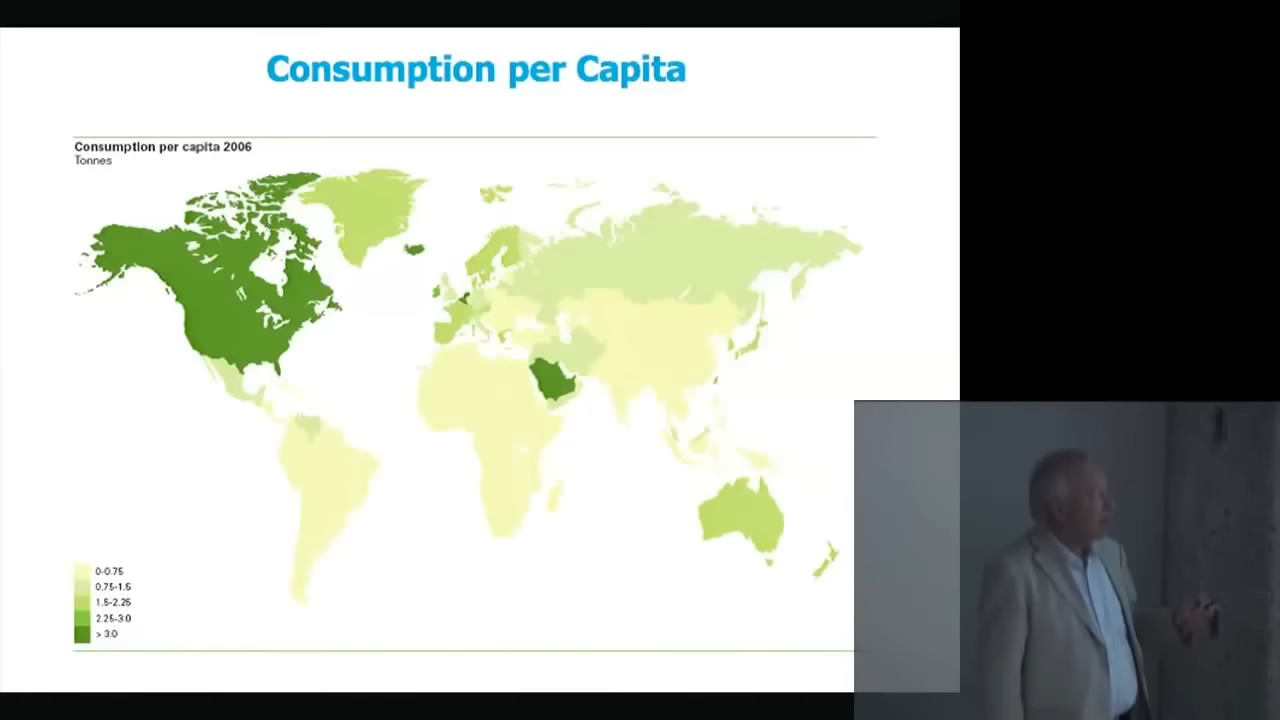 Consumption per Capita
Consumption per capita 2006
Tonnes
0-0.75
0.75-1.5
1.5-2.25
2.25-3.0
> 3.0